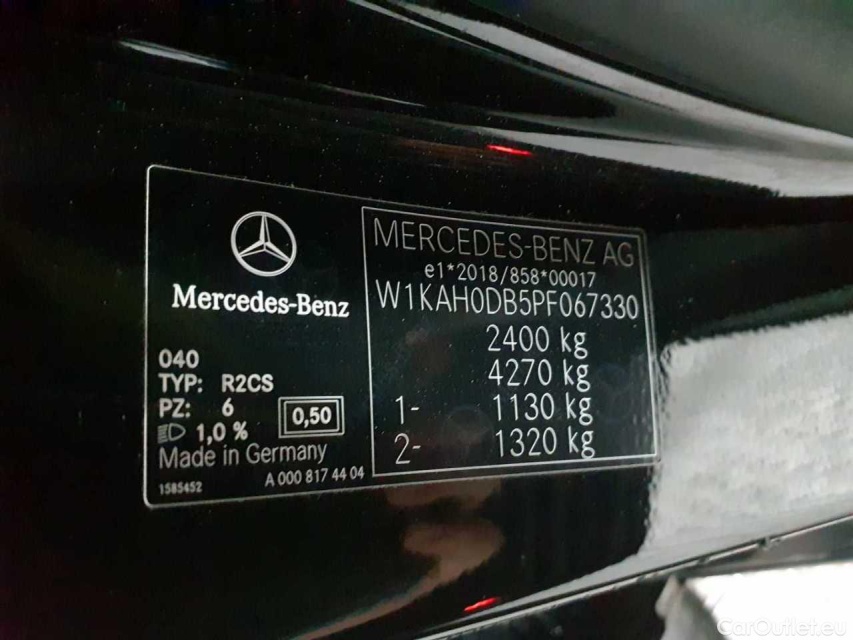 Mercedes-Benz
040
TYP: R2CS
PZ: 6
0,50
1,0 %
Made in Germany
1585452 A 000 817 44 04
MERCEDES-BENZ AG
e1*2018/858*00017
W1KAH0DB5PF067330
2400 kg
4270 kg
1- 1130 kg
2- 1320 kg
CarOutlet.eu